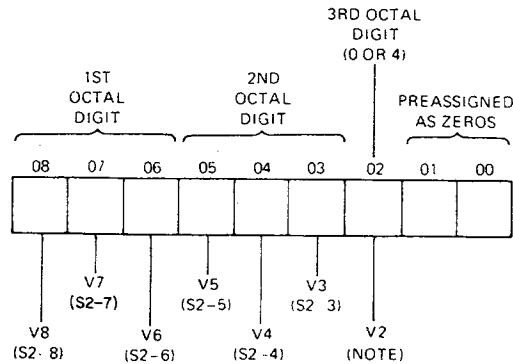 3RD OCTAL
DIGIT
(0 OR 4)
1ST
OCTAL
DIGIT
2ND
OCTAL
DIGIT
PREASSIGNED
AS ZEROS
08 07 06 05 04 03 02 01 00
V7
(S2-7)
V5
(S2-5)
V3
(S2 3)
V8
(S2- 8)
V6
(S2-6)
V4
(S2-4)
V2
(NOTE)